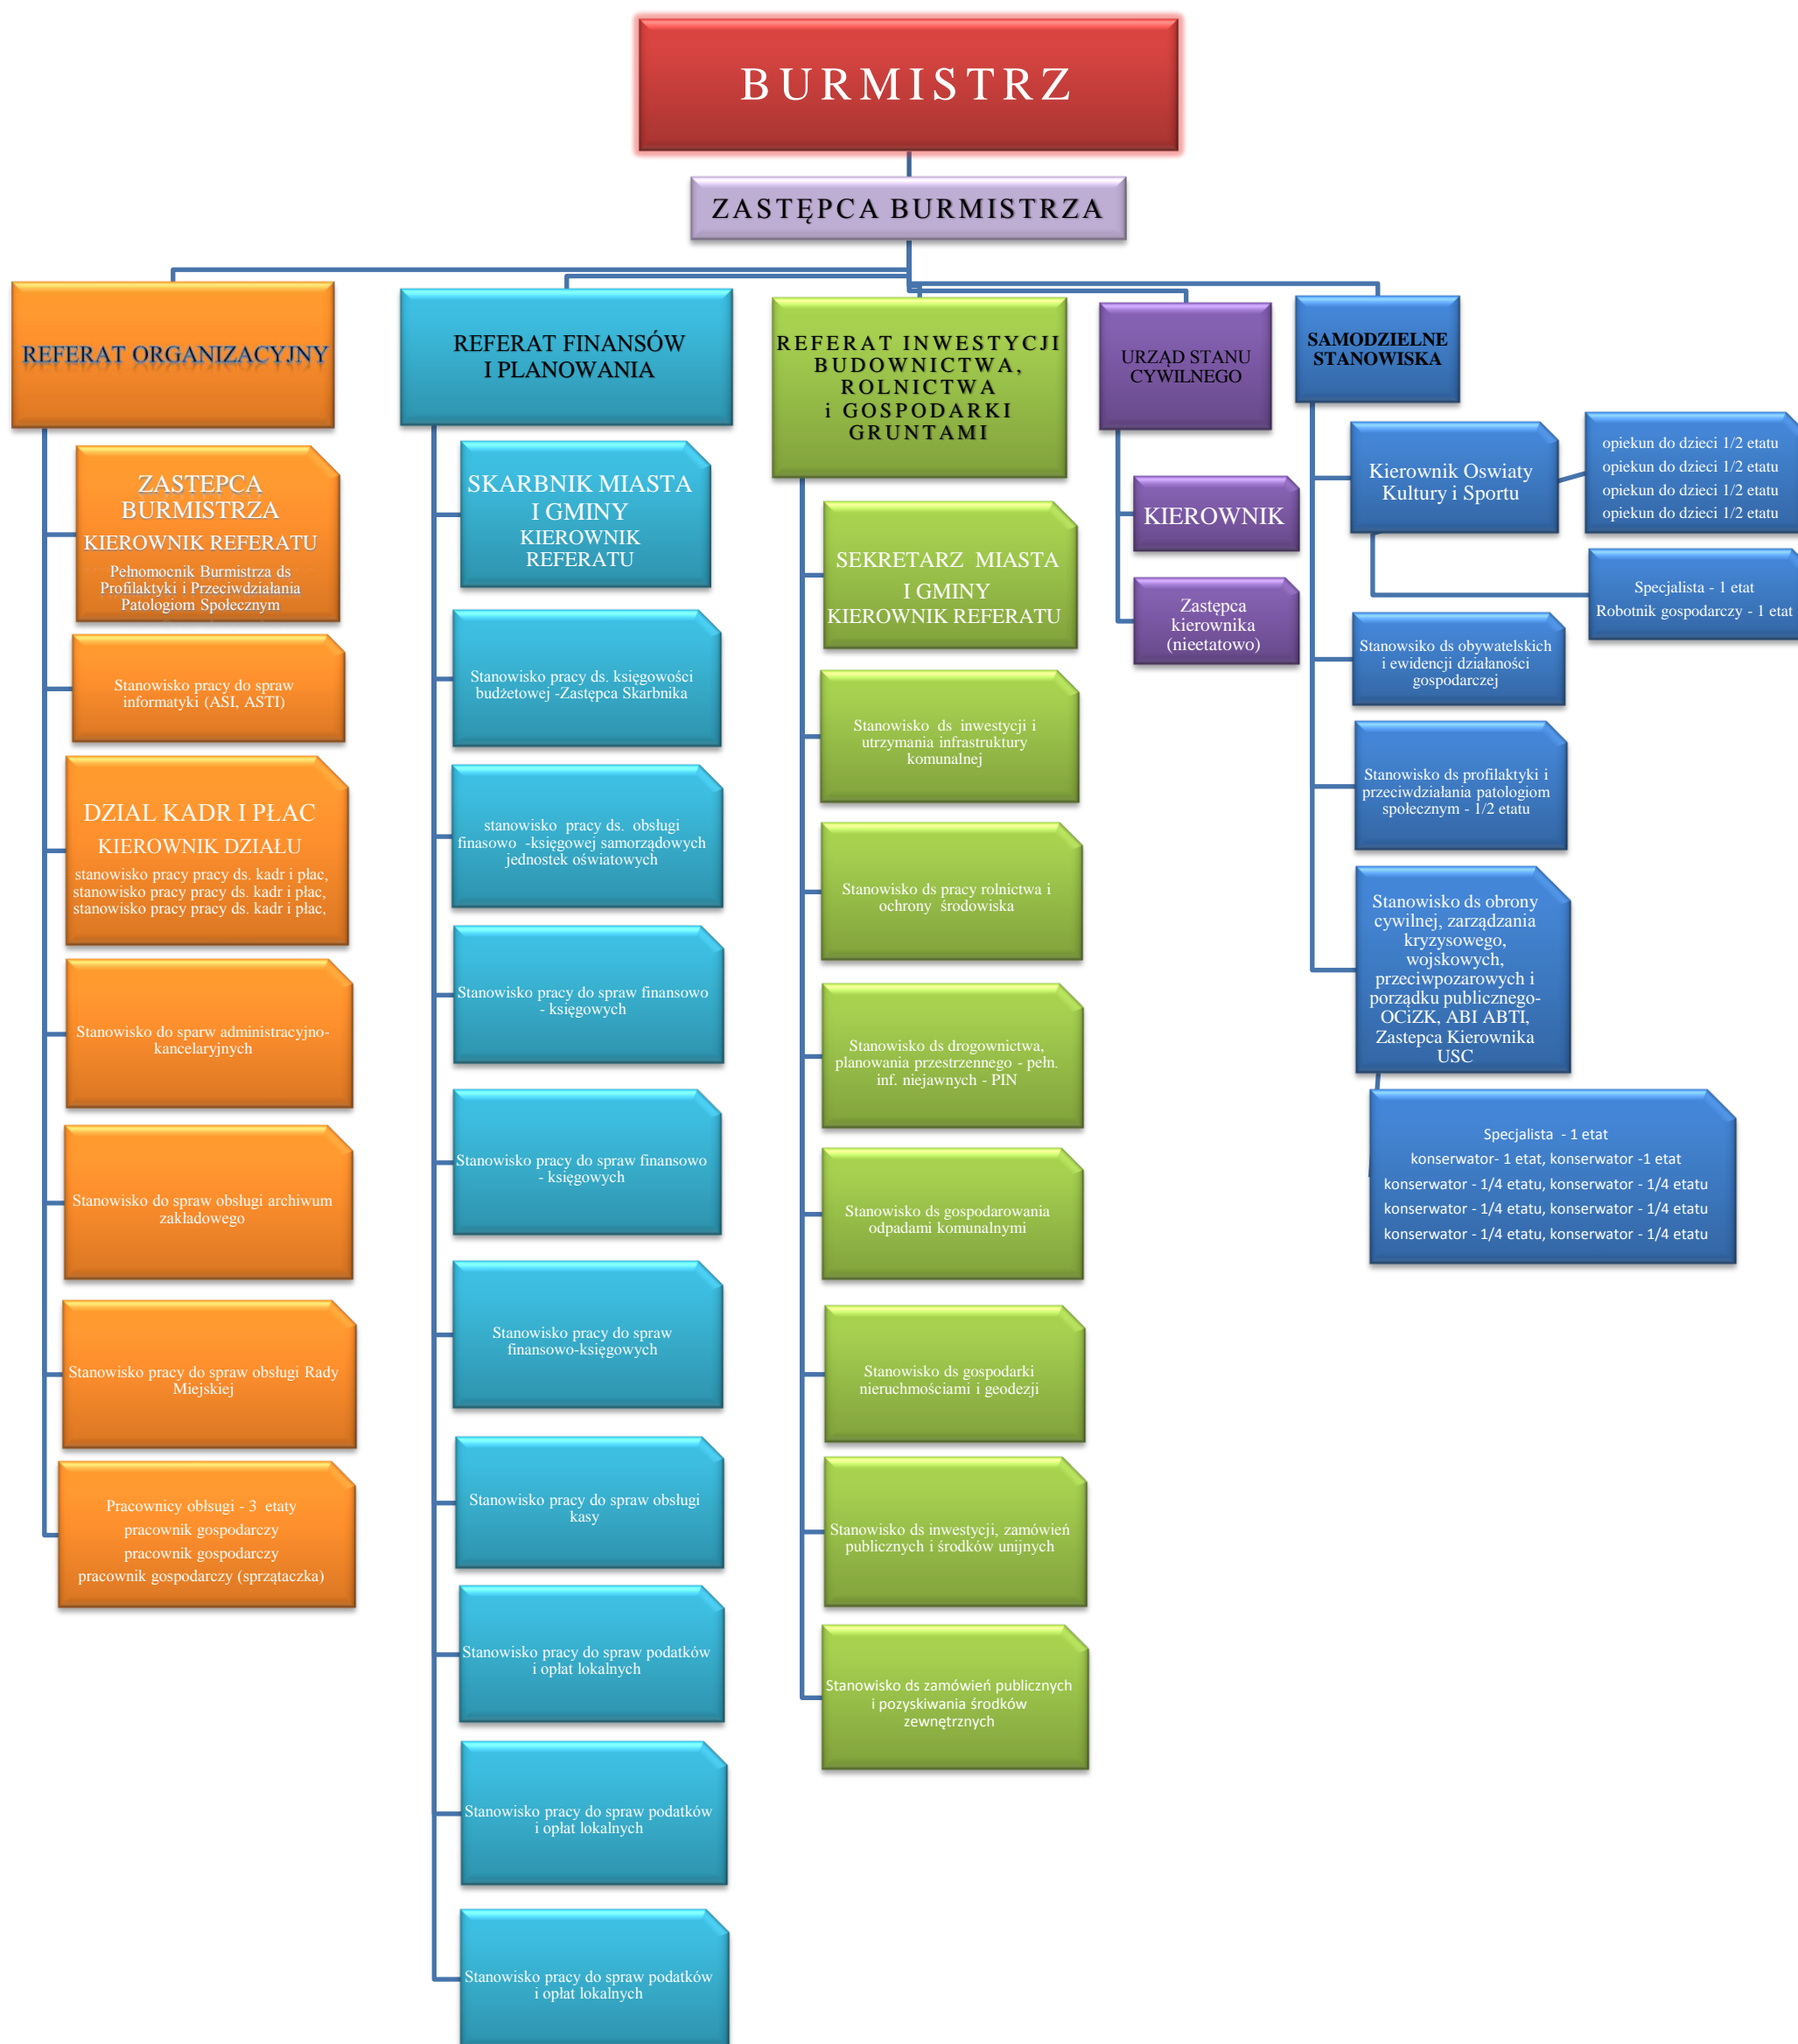 BURMISTRZ
ZASTĘPCA BURMISTRZA
REFERAT ORGANIZACYJNY
ZASTEPCA
BURMISTRZA
KIEROWNIK REFERATU
Pełnomocnik Burmistrza ds
Profilaktyki i Przeciwdziałania
Patologiom Społecznym
Stanowisko pracy do spraw
informatyki (ASI, ASTI)
DZIAL KADR I PŁAC
KIEROWNIK DZIAŁU
stanowisko pracy pracy ds. kadr i płac,
stanowisko pracy pracy ds. kadr i płac,
stanowisko pracy pracy ds. kadr i płac,
Stanowisko do sparw administracyjno-
kancelaryjnych
Stanowisko do spraw obsługi archiwum
zakładowego
Stanowisko pracy do spraw obsługi Rady
Miejskiej
Pracownicy obłsugi - 3 etaty
pracownik gospodarczy
pracownik gospodarczy
pracownik gospodarczy (sprzątaczka)
REFERAT FINANSÓW
I PLANOWANIA
SKARBNIK MIASTA
I GMINY
KIEROWNIK
REFERATU
Stanowisko pracy ds. księgowości
budżetowej -Zastępca Skarbnika
stanowisko pracy ds. obsługi
finasowo -księgowej samorządowych
jednostek oświatowych
Stanowisko pracy do spraw finansowo
- księgowych
Stanowisko pracy do spraw finansowo
- księgowych
Stanowisko pracy do spraw
finansowo-księgowych
Stanowisko pracy do spraw obsługi
kasy
Stanowisko pracy do spraw podatków
i opłat lokalnych
Stanowisko pracy do spraw podatków
i opłat lokalnych
Stanowisko pracy do spraw podatków
i opłat lokalnych
REFERAT INWESTYCJI
BUDOWNICTWA,
ROLNICTWA
i GOSPODARKI
GRUNTAMI
SEKRETARZ MIASTA
I GMINY
KIEROWNIK REFERATU
Stanowisko ds inwestycji i
utrzymania infrastruktury
komunalnej
Stanowisko ds pracy rolnictwa i
ochrony środowiska
Stanowisko ds drogownictwa,
planowania przestrzennego - pełn.
inf. niejawnych - PIN
Stanowisko ds gospodarowania
odpadami komunalnymi
Stanowisko ds gospodarki
nieruchmościami i geodezji
Stanowisko ds inwestycji, zamówień
publicznych i środków unijnych
Stanowisko ds zamówień publicznych
i pozyskiwania środków
zewnętrznych
URZĄD STANU
CYWILNEGO
KIEROWNIK
Zastępca
kierownika
(nieetatowo)
SAMODZIELNE
STANOWISKA
Kierownik Oswiaty
Kultury i Sportu
opiekun do dzieci 1/2 etatu
opiekun do dzieci 1/2 etatu
opiekun do dzieci 1/2 etatu
opiekun do dzieci 1/2 etatu
Specjalista - 1 etat
Robotnik gospodarczy - 1 etat
Stanowsiko ds obywatelskich
i ewidencji działaności
gospodarczej
Stanowisko ds profilaktyki i
przeciwdziałania patologiom
społecznym - 1/2 etatu
Stanowisko ds obrony
cywilnej, zarządzania
kryzysowego,
wojskowych,
przeciwpozarowych i
porządku publicznego-
OCiZK, ABI ABTI,
Zastepca Kierownika
USC
Specjalista - 1 etat
konserwator- 1 etat, konserwator -1 etat
konserwator - 1/4 etatu, konserwator - 1/4 etatu
konserwator - 1/4 etatu, konserwator - 1/4 etatu
konserwator - 1/4 etatu, konserwator - 1/4 etatu